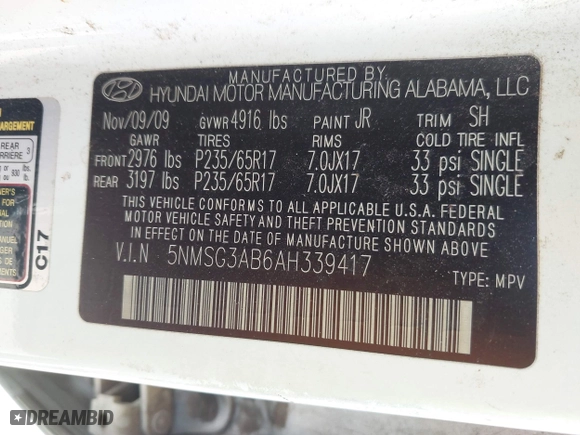 MANUFACTURED BY
HYUNDAI MOTOR MANUFACTURING ALABAMA, LLC
Nov/09/09 GVWR 4916 lbs PAINT JR TRIM SH
GAWR TIRES RIMS COLD TIRE INFL
FRONT 2976 lbs P235/65R17 7.0JX17 33 psi SINGLE
REAR 3197 lbs P235/65R17 7.0JX17 33 psi SINGLE
THIS VEHICLE CONFORMS TO ALL APPLICABLE U.S.A. FEDERAL
MOTOR VEHICLE SAFETY AND THEFT PREVENTION STANDARDS
IN EFFECT ON THE DATE OF MANUFACTURE SHOWN ABOVE.
V.I.N 5NMSG3AB6AH339417
TYPE: MPV
REAR 3
C17
DREAMBID